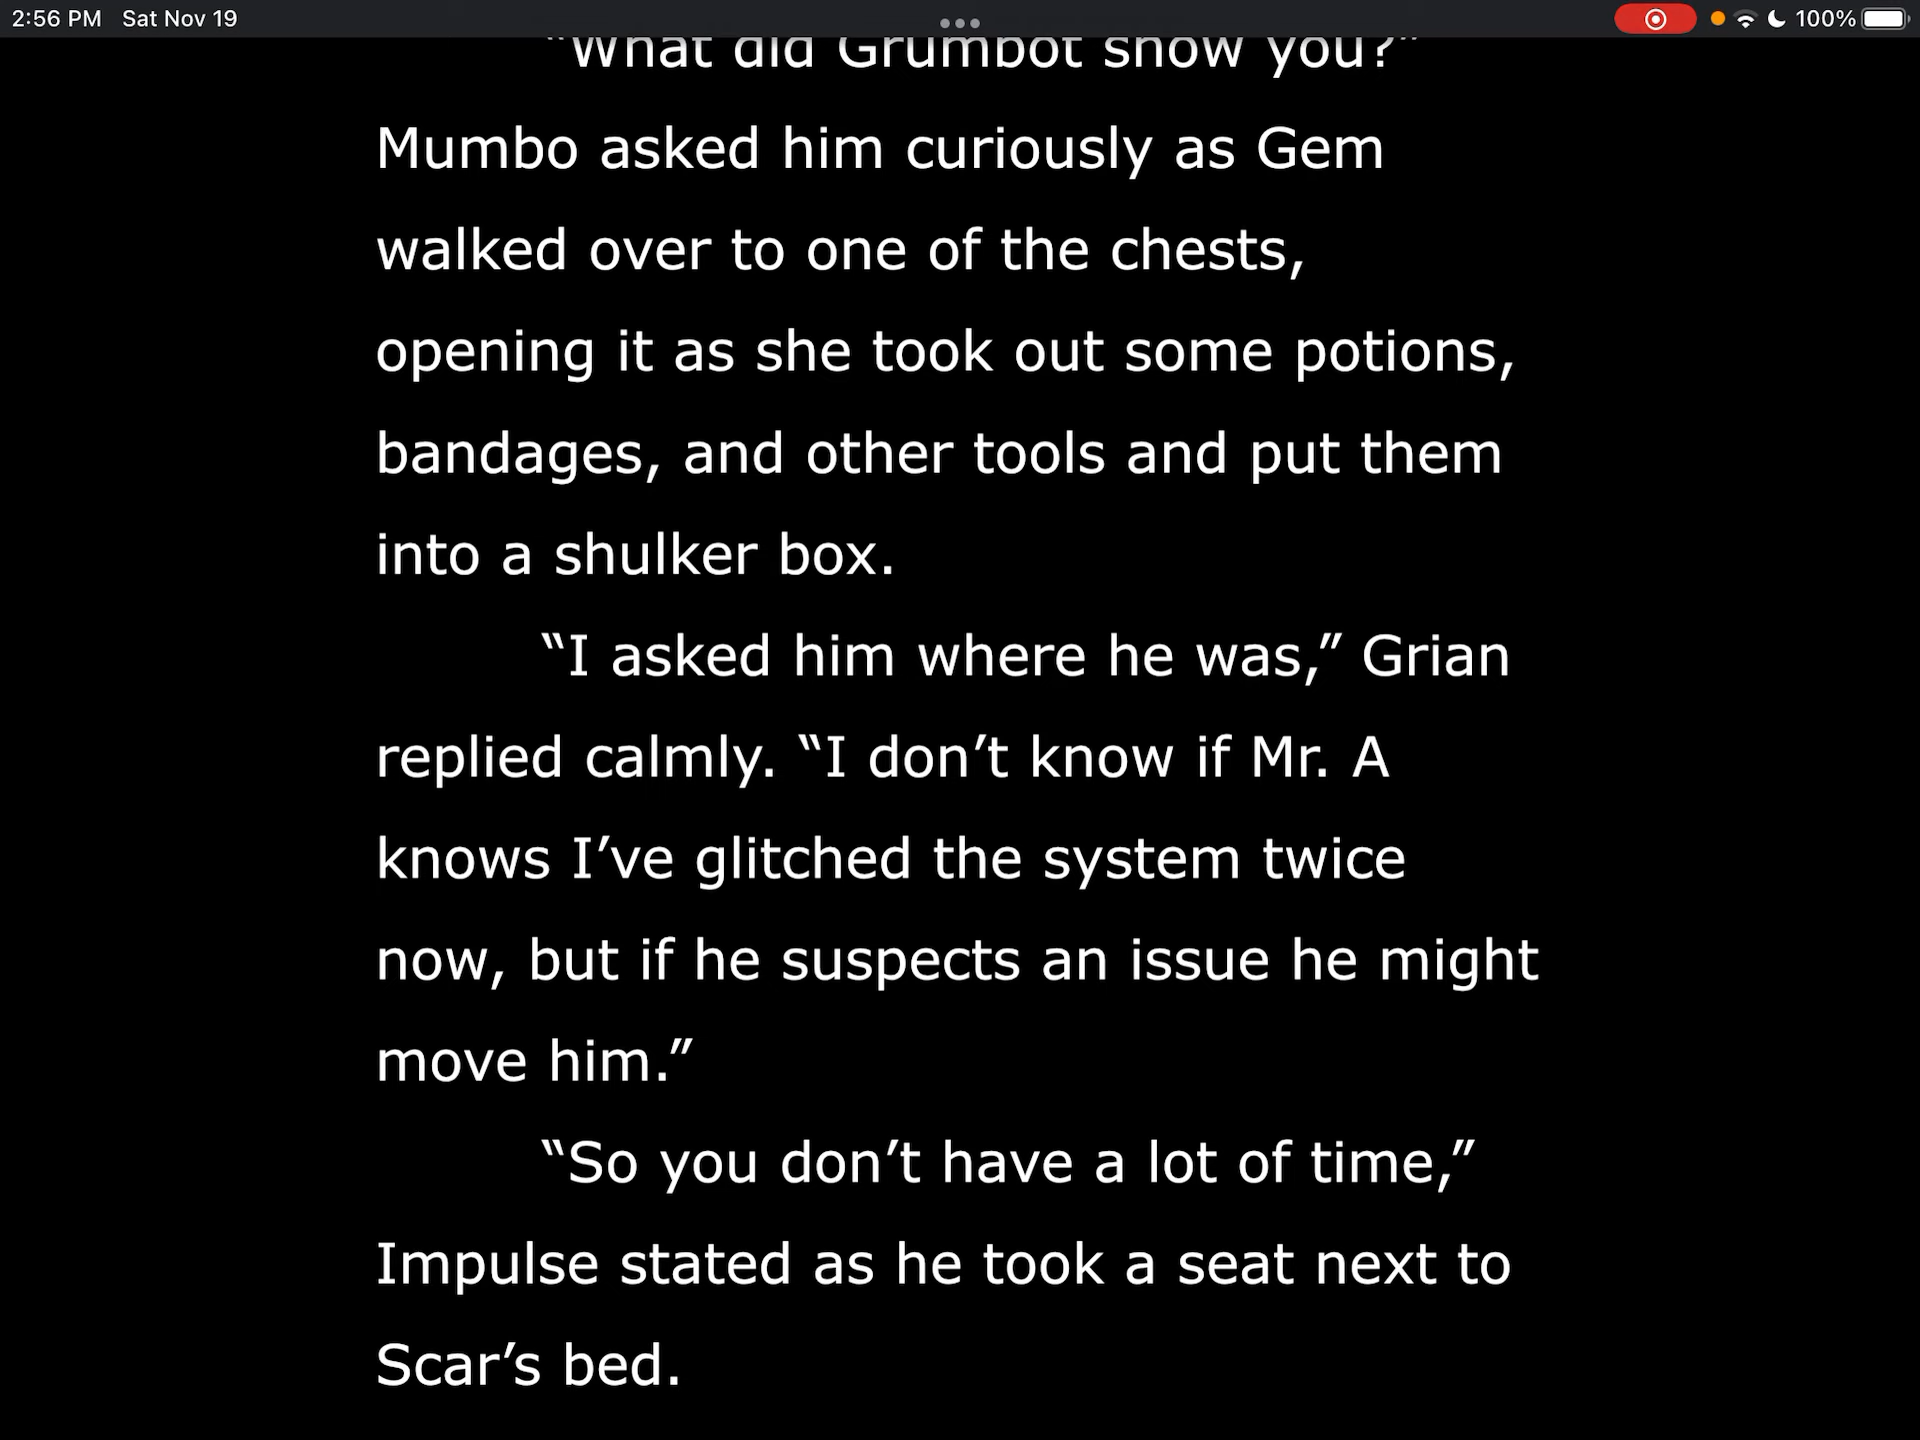 2:56 PM Sat Nov 19 100%
“What did Grumbot show you?”
Mumbo asked him curiously as Gem
walked over to one of the chests,
opening it as she took out some potions,
bandages, and other tools and put them
into a shulker box.
“I asked him where he was,” Grian
replied calmly. “I don’t know if Mr. A
knows I’ve glitched the system twice
now, but if he suspects an issue he might
move him.”
“So you don’t have a lot of time,”
Impulse stated as he took a seat next to
Scar’s bed.